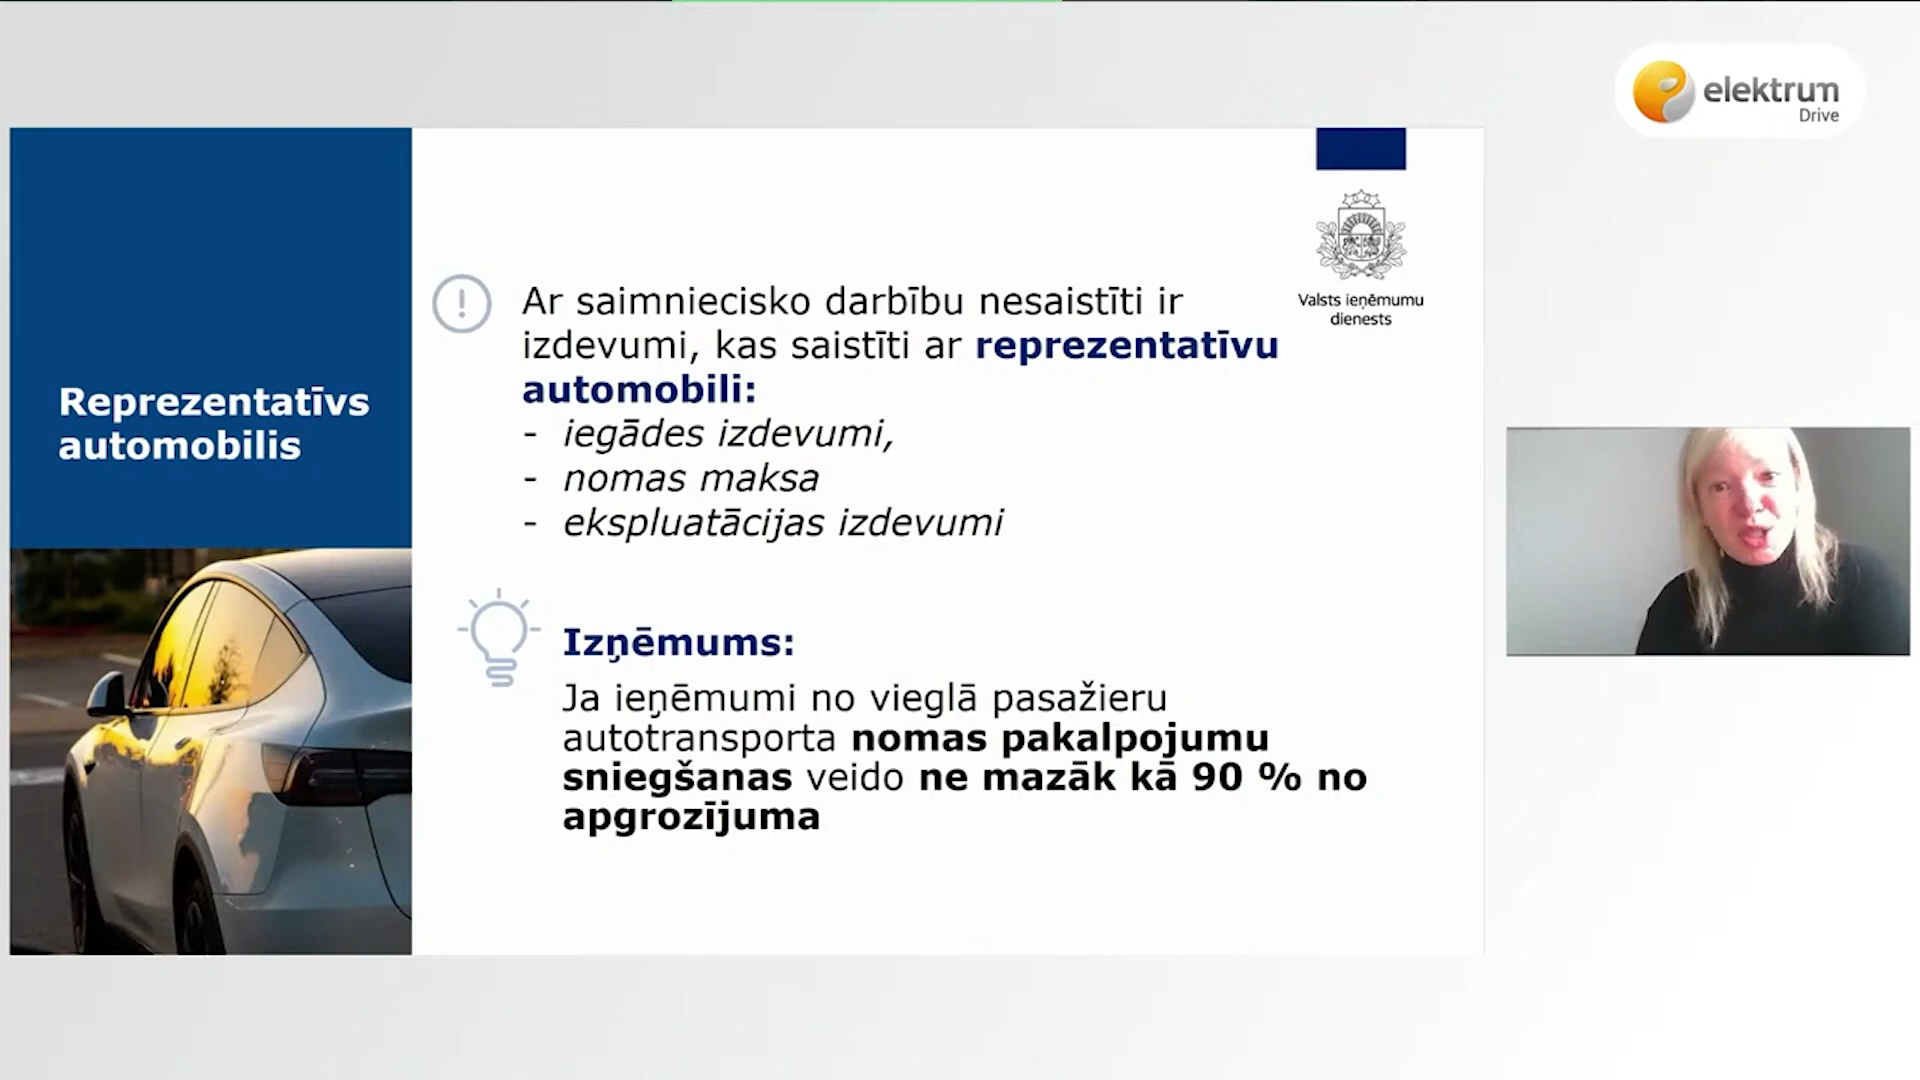 elektrum
Drive
Reprezentatīvs
automobilis
Valsts ieņēmumu
dienests
Ar saimniecisko darbību nesaistīti ir
izdevumi, kas saistīti ar reprezentatīvu
automobili:
- iegādes izdevumi,
- nomas maksa
- ekspluatācijas izdevumi
Izņēmums:
Ja ieņēmumi no vieglā pasažieru
autotransporta nomas pakalpojumu
sniegšanas veido ne mazāk kā 90 % no
apgrozījuma